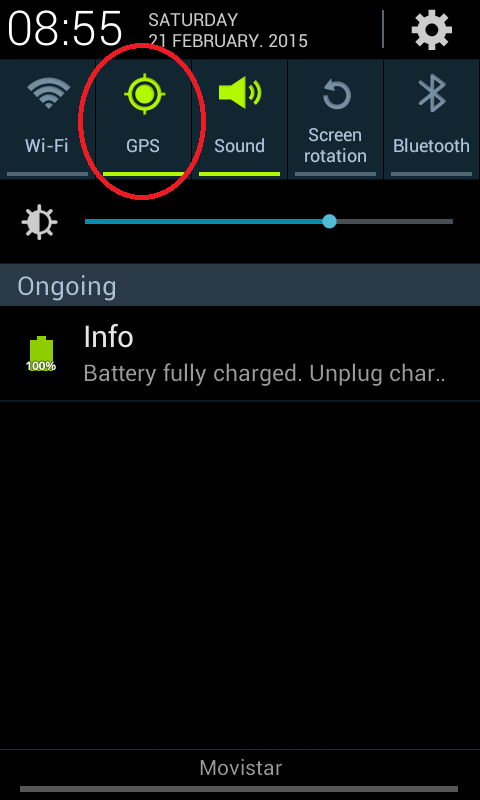 08:55
SATURDAY
21 FEBRUARY. 2015
Wi-Fi
GPS
Sound
Screen
rotation
Bluetooth
Ongoing
Info
100%
Battery fully charged. Unplug char..
Movistar